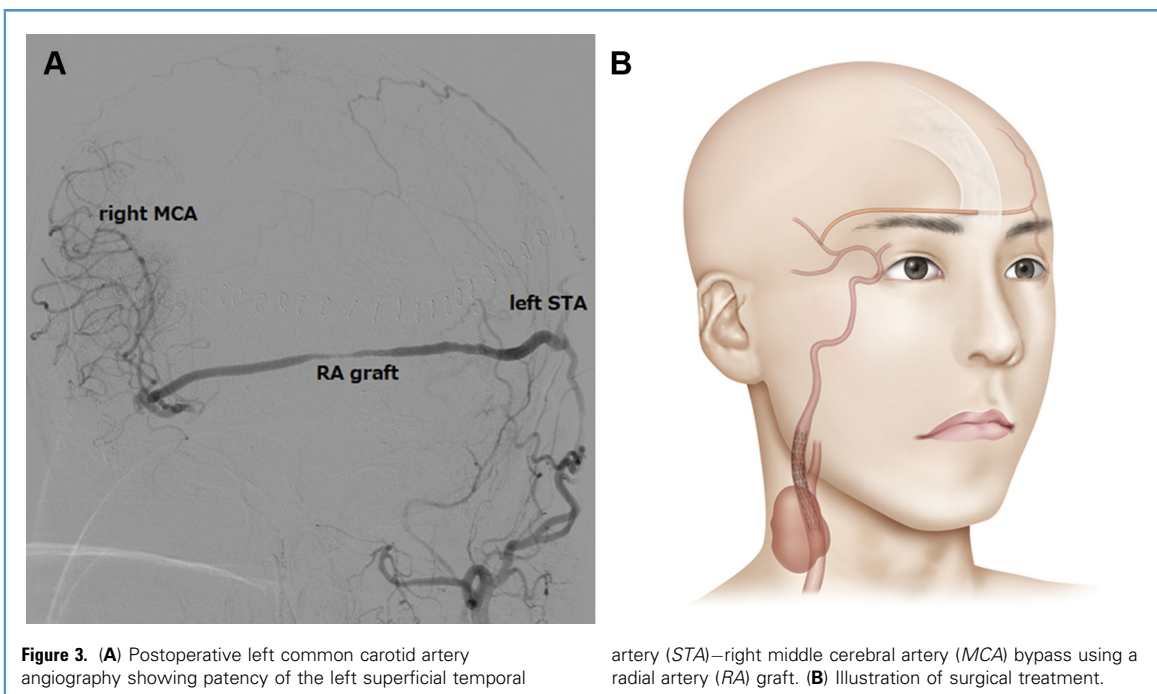 A
B
right MCA
left STA
RA graft
Figure 3. (A) Postoperative left common carotid artery
angiography showing patency of the left superficial temporal
artery (STA)–right middle cerebral artery (MCA) bypass using a
radial artery (RA) graft. (B) Illustration of surgical treatment.